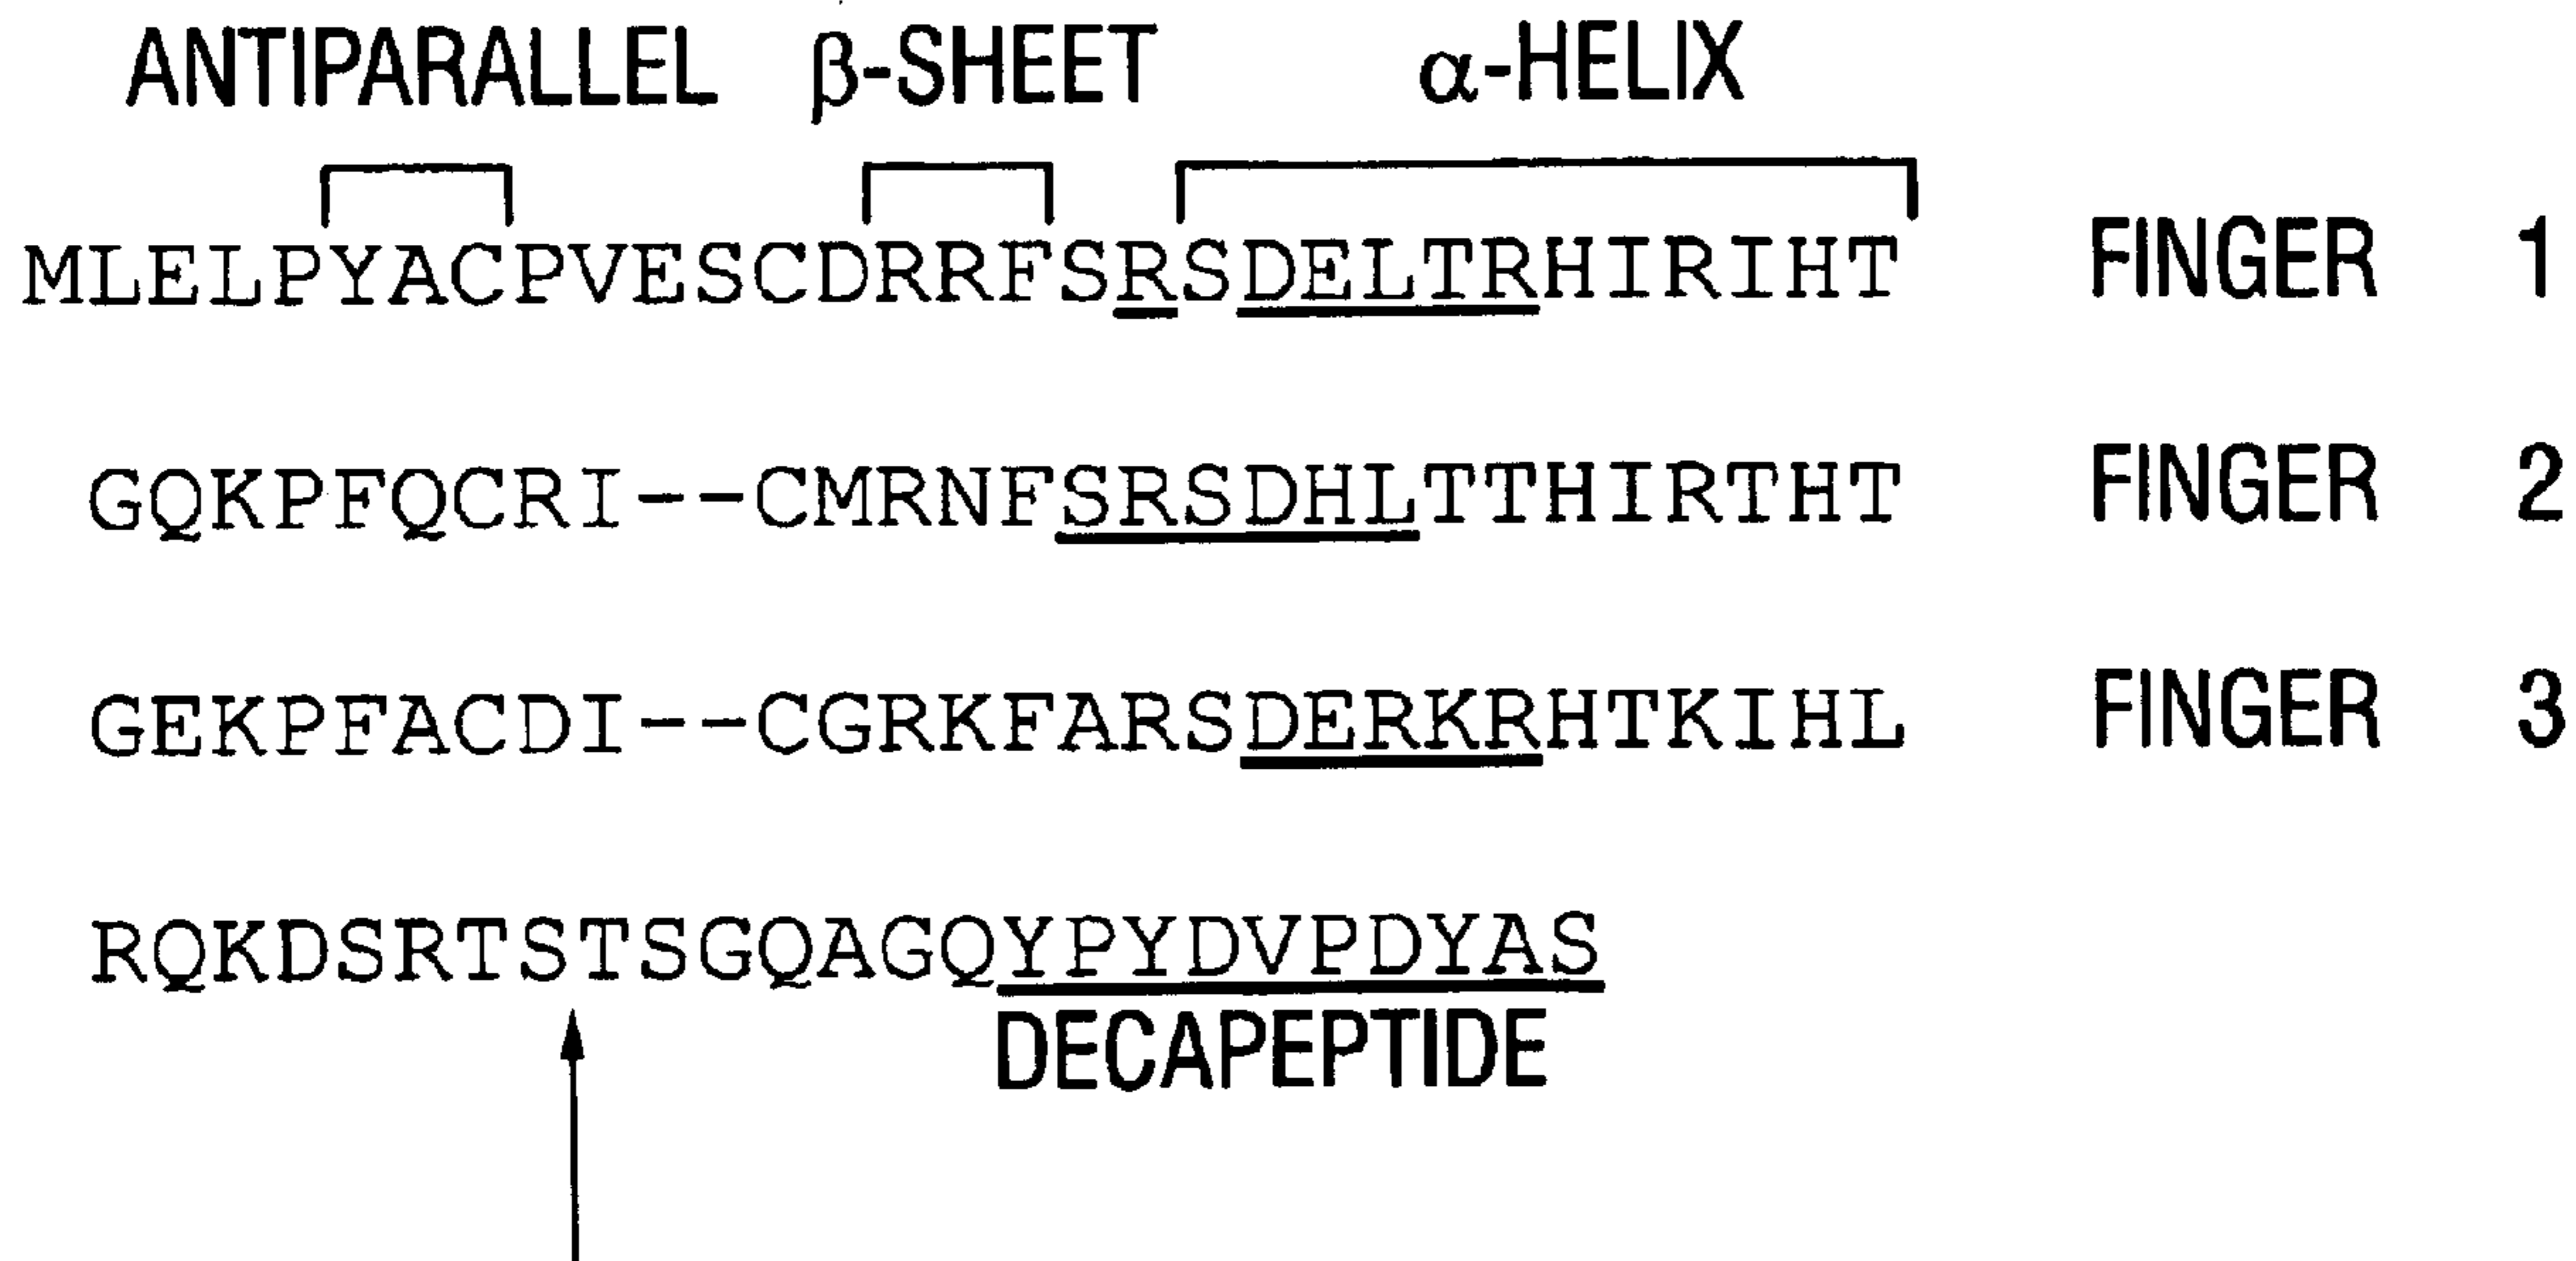 ANTIPARALLEL β-SHEET α-HELIX
MLELPYACPVESCDRRFSRSDELTRHIRIHT FINGER 1
GQKPFQCRI--CMRNFSRSDHLTTHIRTHT FINGER 2
GEKPFACDI--CGRKFARSDERKRHTKIHL FINGER 3
RQKDSRTSTSGQAGQYPYDVPDYAS
DECAPEPTIDE